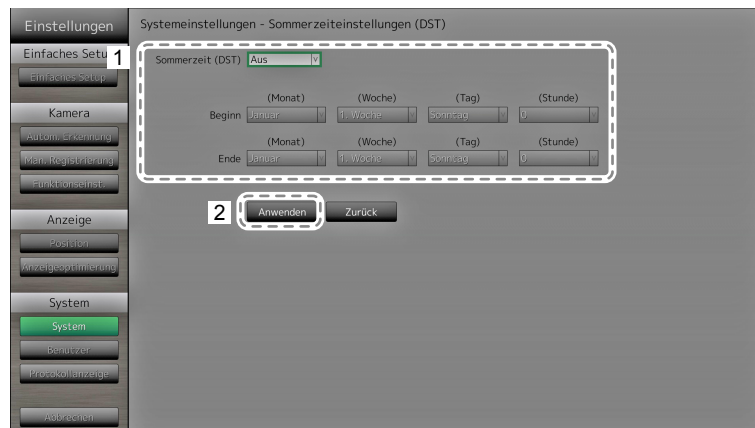 Einstellungen
Systemeinstellungen - Sommerzeiteinstellungen (DST)
Einfaches Setu
1
Einfaches Setup
Kamera
Autom. Erkennung
Man. Registrierung
Funktionseinst.
Anzeige
Position
Anzeigeoptimierung
System
System
Benutzer
Protokollanzeige
Abbrechen
Sommerzeit (DST) Aus
(Monat) (Woche) (Tag) (Stunde)
Beginn Januar 1. Woche Sonntag 0
(Monat) (Woche) (Tag) (Stunde)
Ende Januar 1. Woche Sonntag 0
2 Anwenden Zurück